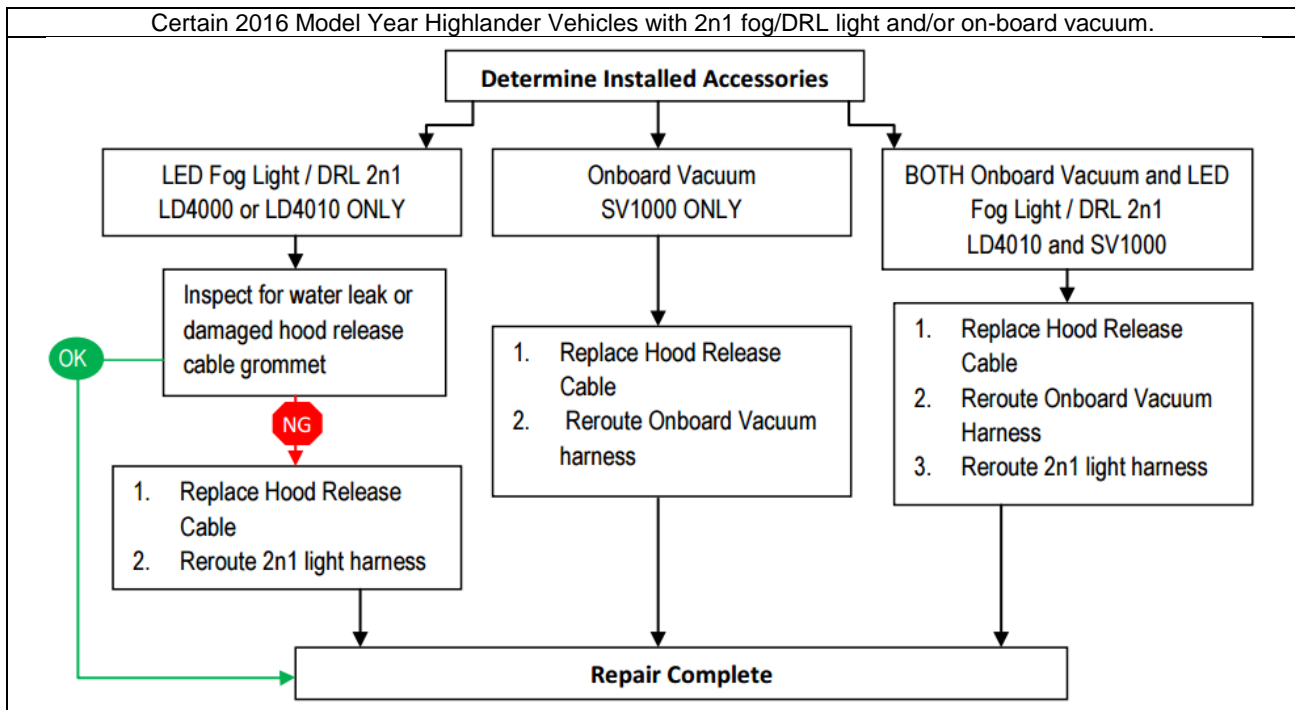 Certain 2016 Model Year Highlander Vehicles with 2n1 fog/DRL light and/or on-board vacuum.
Determine Installed Accessories
LED Fog Light / DRL 2n1
LD4000 or LD4010 ONLY
Onboard Vacuum
SV1000 ONLY
BOTH Onboard Vacuum and LED
Fog Light / DRL 2n1
LD4010 and SV1000
Inspect for water leak or
damaged hood release
cable grommet
OK
NG
1. Replace Hood Release
Cable
2. Reroute 2n1 light harness
1. Replace Hood Release
Cable
2. Reroute Onboard Vacuum
harness
1. Replace Hood Release
Cable
2. Reroute Onboard Vacuum
Harness
3. Reroute 2n1 light harness
Repair Complete